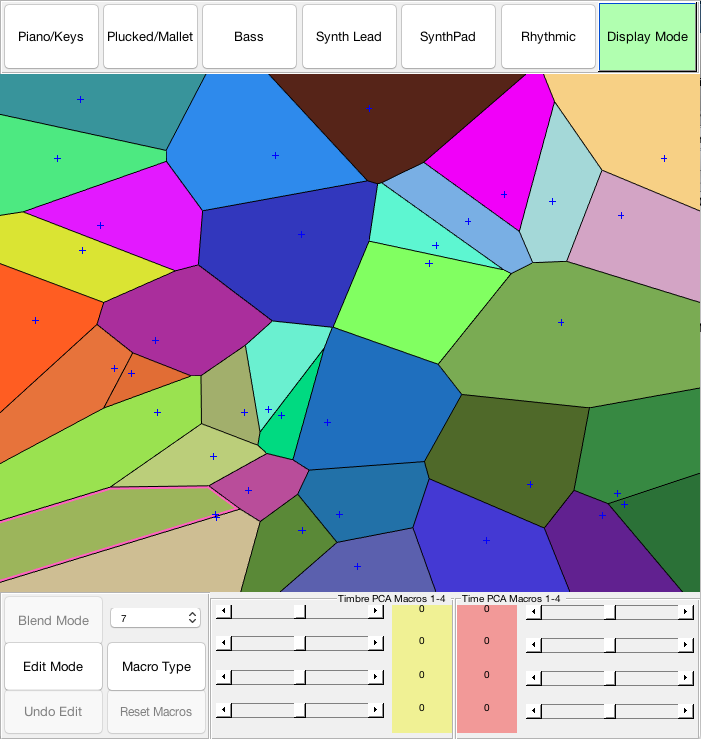 Piano/Keys Plucked/Mallet Bass Synth Lead SynthPad Rhythmic Display Mode
Timbre PCA Macros 1-4 Time PCA Macros 1-4
Blend Mode 7
0 0
0 0
Edit Mode Macro Type
0 0
Undo Edit Reset Macros
0 0